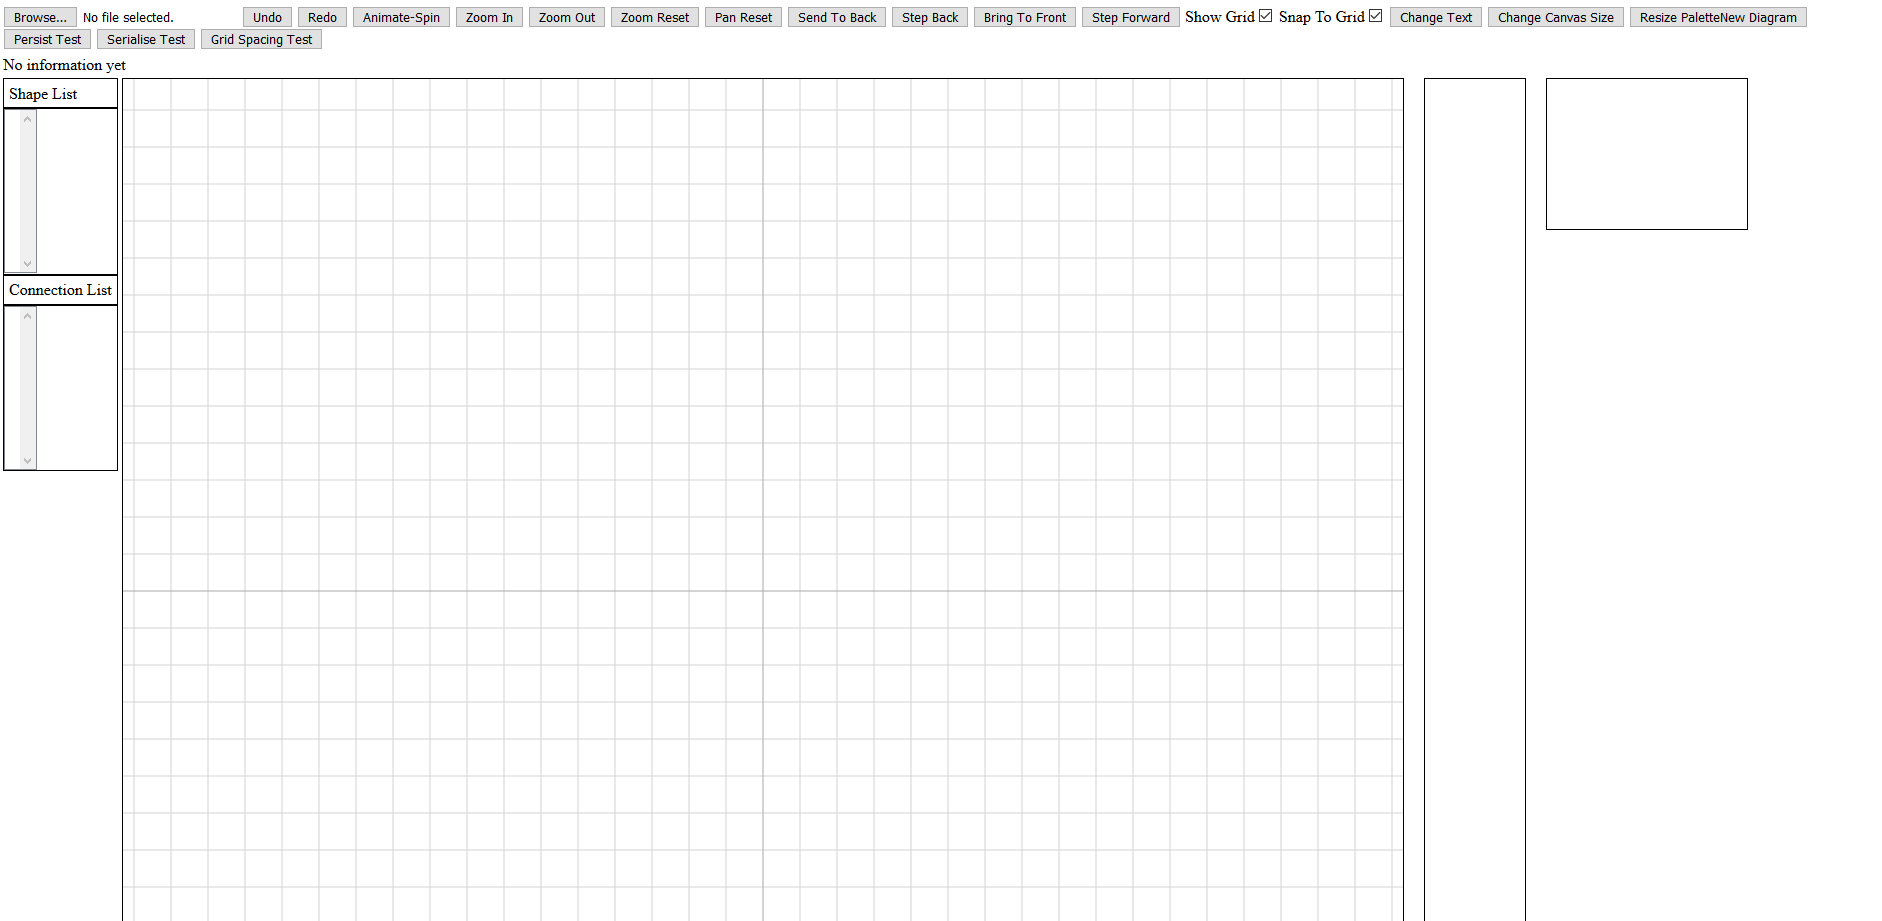 Browse... No file selected. Undo Redo Animate-Spin Zoom In Zoom Out Zoom Reset Pan Reset Send To Back Step Back Bring To Front Step Forward Show Grid Snap To Grid Change Text Change Canvas Size Resize PaletteNew Diagram
Persist Test Serialise Test Grid Spacing Test
No information yet
Shape List
Connection List